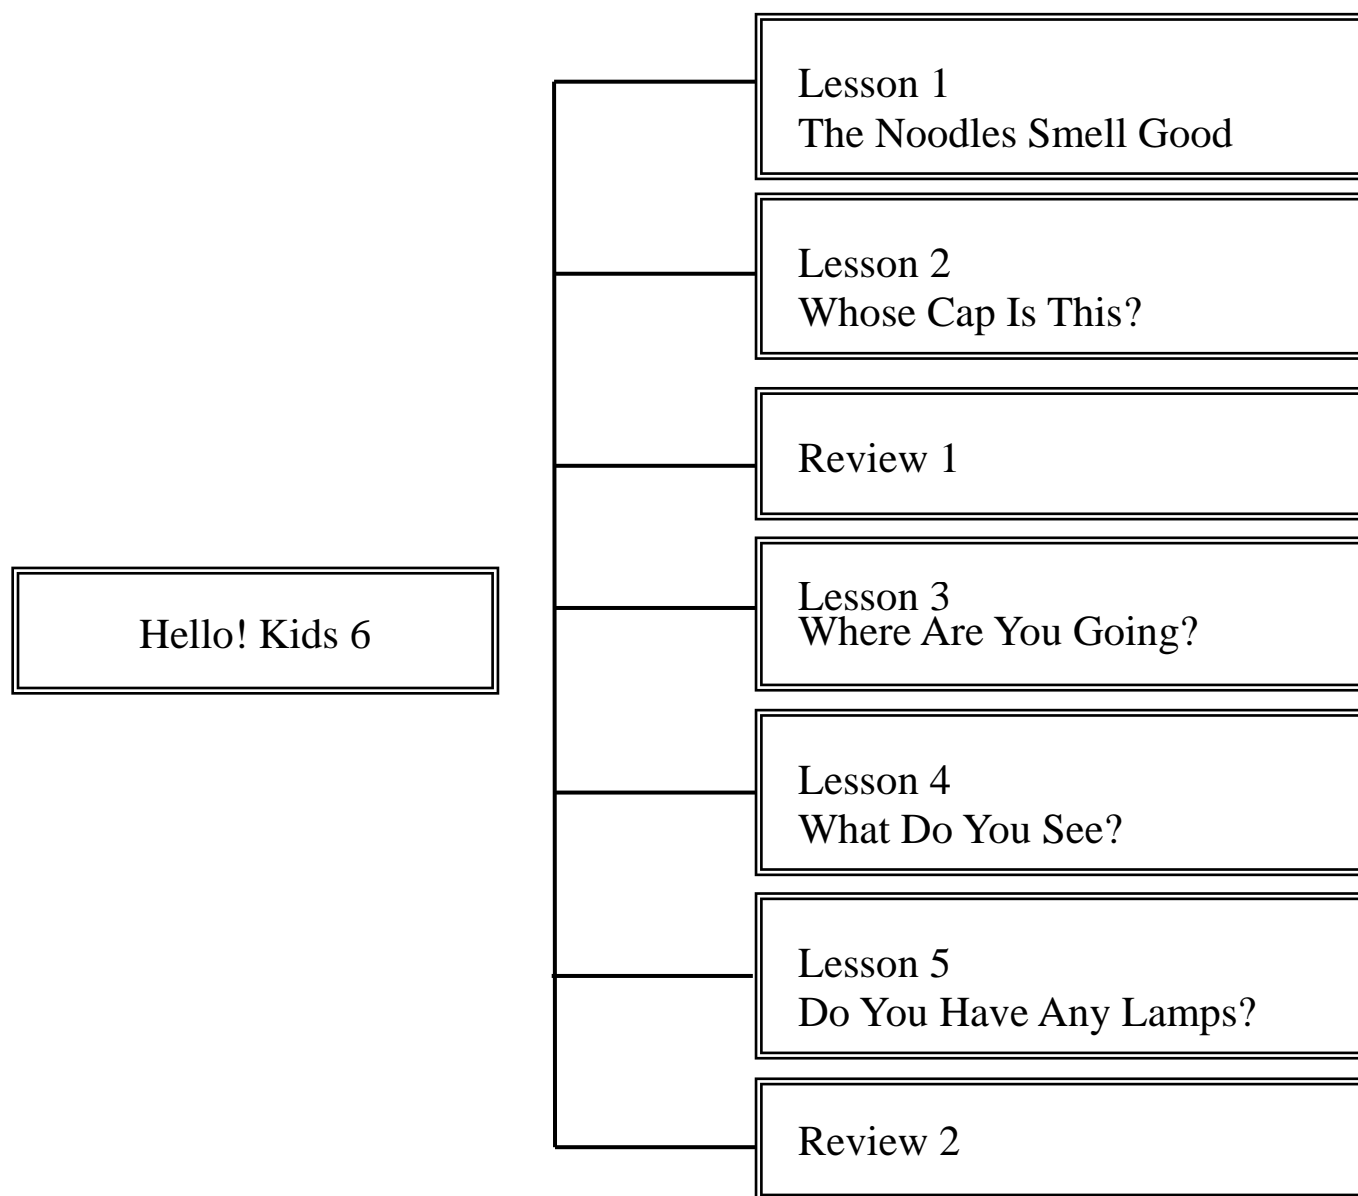 Hello! Kids 6
Lesson 1
The Noodles Smell Good
Lesson 2
Whose Cap Is This?
Review 1
Lesson 3
Where Are You Going?
Lesson 4
What Do You See?
Lesson 5
Do You Have Any Lamps?
Review 2